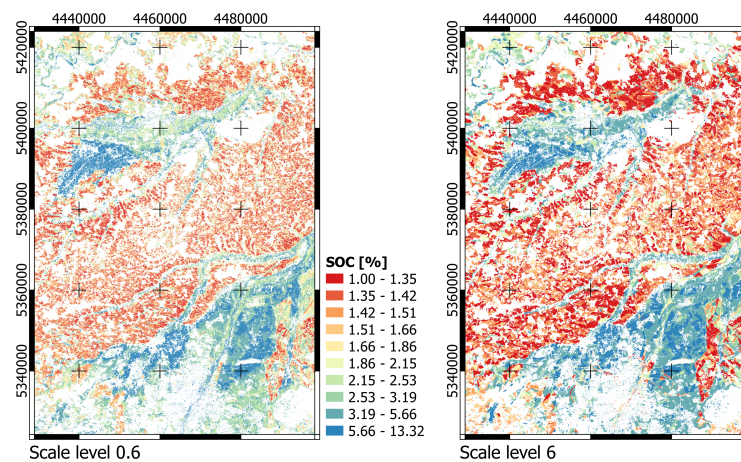 4440000 4460000 4480000
4440000 4460000 4480000
5420000
5400000
5380000
5360000
5340000
5420000
5400000
5380000
5360000
5340000
SOC [%]
1.00 - 1.35
1.35 - 1.42
1.42 - 1.51
1.51 - 1.66
1.66 - 1.86
1.86 - 2.15
2.15 - 2.53
2.53 - 3.19
3.19 - 5.66
5.66 - 13.32
Scale level 0.6
Scale level 6